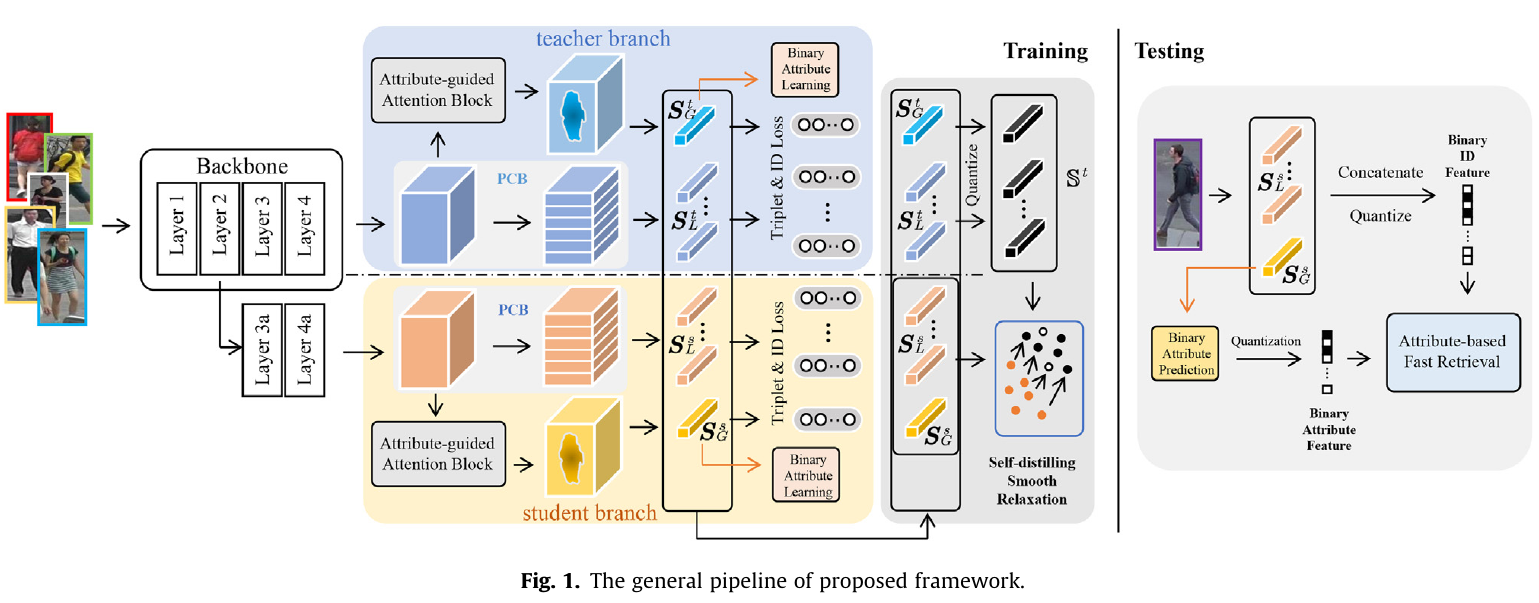 teacher branch
Training
Testing
Attribute-guided
Attention Block
Binary
Attribute
Learning
S_G^t
S_G^t
Triplet & ID Loss
Quantize
𝕊^t
Backbone
Layer 1
Layer 2
Layer 3
Layer 4
PCB
S_L^t
S_L^t
Layer 3a
Layer 4a
PCB
S_L^s
S_L^s
Triplet & ID Loss
Attribute-guided
Attention Block
S_G^s
S_G^s
Binary
Attribute
Learning
student branch
Self-distilling
Smooth
Relaxation
S_L^s
S_G^s
Concatenate
Quantize
Binary
ID
Feature
Binary
Attribute
Prediction
Quantization
Binary
Attribute
Feature
Attribute-based
Fast Retrieval
Fig. 1. The general pipeline of proposed framework.